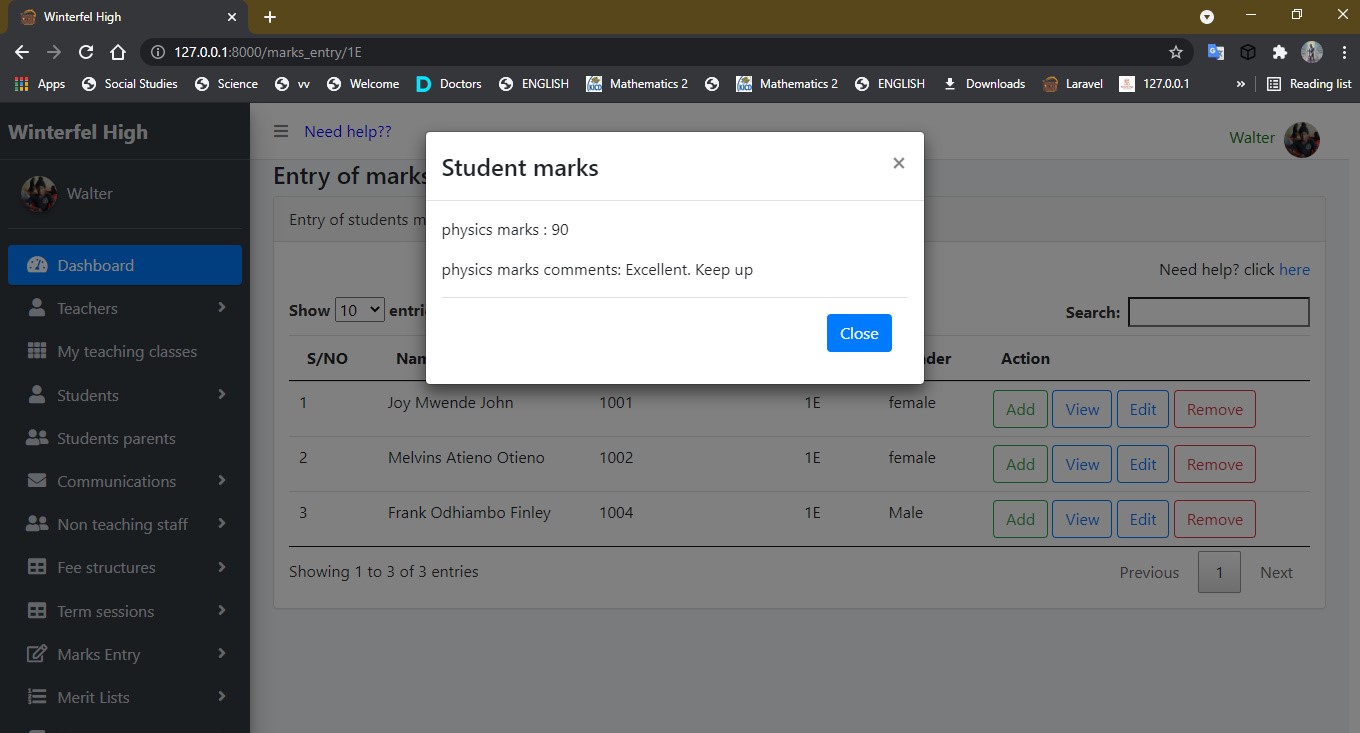 Winterfel High
127.0.0.1:8000/marks_entry/1E
Apps Social Studies Science vv Welcome Doctors ENGLISH Mathematics 2 Mathematics 2 ENGLISH Downloads Laravel 127.0.0.1 » Reading list
Winterfel High
Need help??
Walter
Walter
Dashboard
Teachers
My teaching classes
Students
Students parents
Communications
Non teaching staff
Fee structures
Term sessions
Marks Entry
Merit Lists
Entry of marks
Entry of students m
Student marks ×
physics marks : 90
physics marks comments: Excellent. Keep up
Close
Need help? click here
Show 10 entri
Search:
S/NO Nam der Action
1 Joy Mwende John 1001 1E female Add View Edit Remove
2 Melvins Atieno Otieno 1002 1E female Add View Edit Remove
3 Frank Odhiambo Finley 1004 1E Male Add View Edit Remove
Showing 1 to 3 of 3 entries
Previous 1 Next